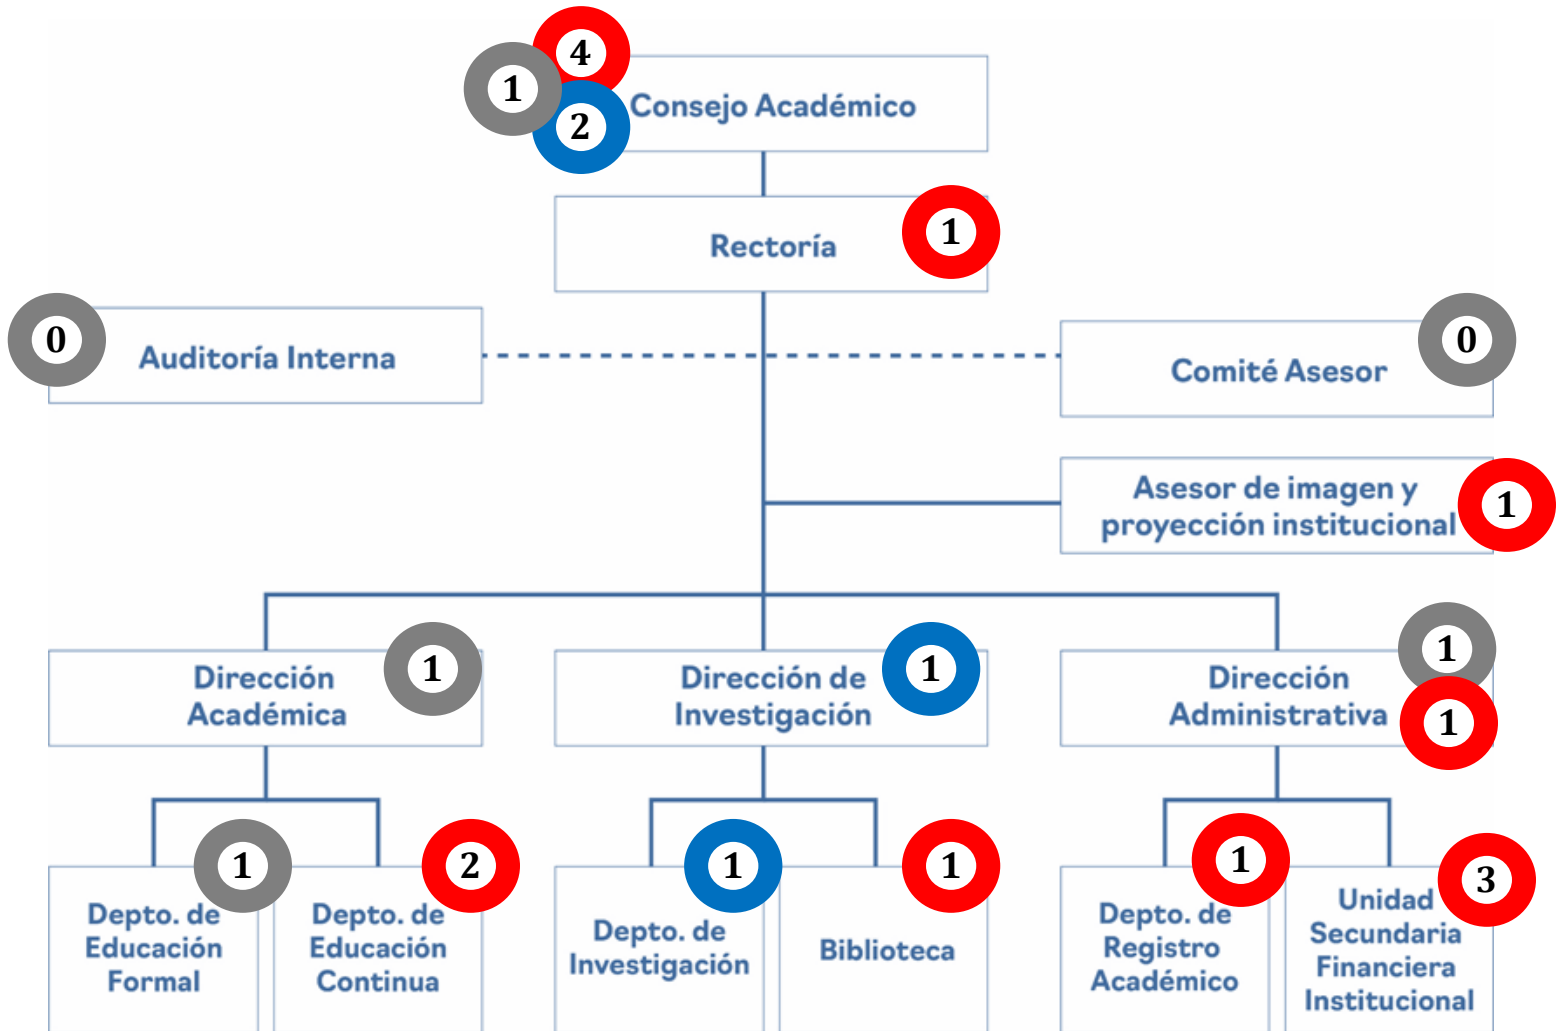 4
1
2
Consejo Académico
1
Rectoría
0
Auditoría Interna
0
Comité Asesor
Asesor de imagen y
proyección institucional
1
Dirección
Académica
1
Dirección de
Investigación
1
Dirección
Administrativa
1
1
1
Depto. de
Educación
Formal
2
Depto. de
Educación
Continua
1
Depto. de
Investigación
1
Biblioteca
1
Depto. de
Registro
Académico
3
Unidad
Secundaria
Financiera
Institucional